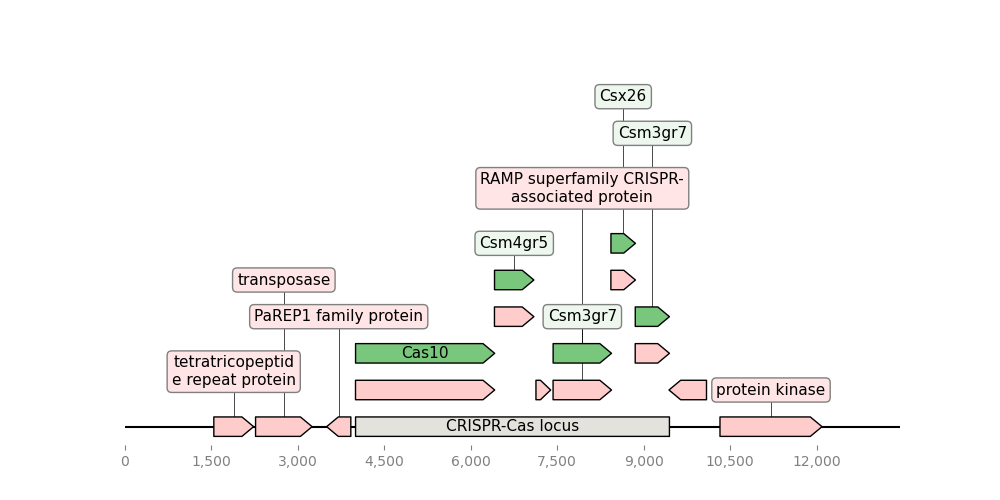 Csx26
Csm3gr7
RAMP superfamily CRISPR-
associated protein
Csm4gr5
transposase
PaREP1 family protein
Csm3gr7
Cas10
tetratricopeptid
e repeat protein
protein kinase
CRISPR-Cas locus
0 1,500 3,000 4,500 6,000 7,500 9,000 10,500 12,000